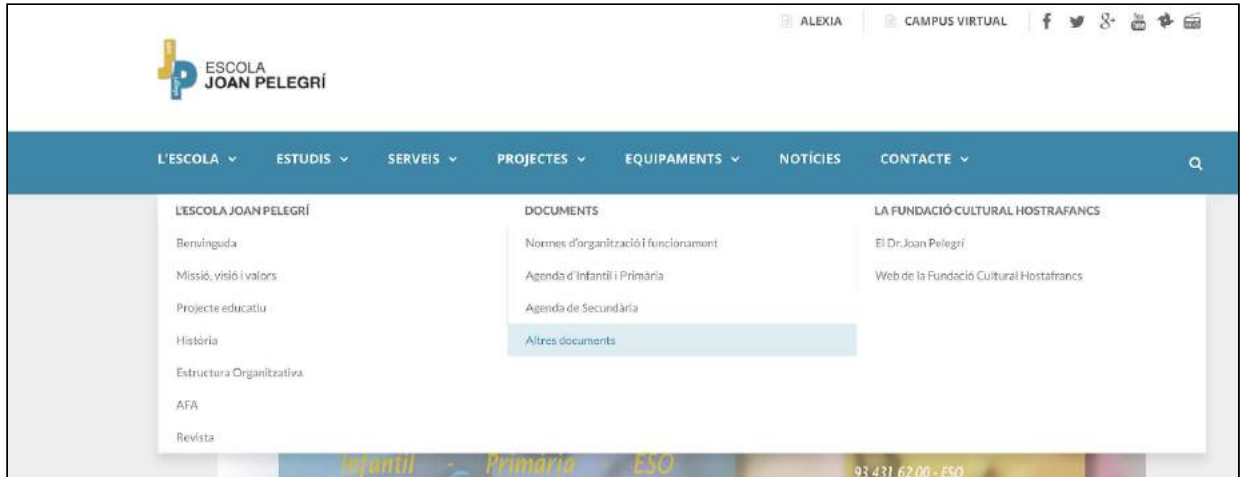 ALEXIA
CAMPUS VIRTUAL
ESCOLA
JOAN PELEGRÍ
L'ESCOLA
ESTUDIS
SERVEIS
PROJECTES
EQUIPAMENTS
NOTÍCIES
CONTACTE
L'ESCOLA JOAN PELEGRÍ
Benvinguda
Missió, visió i valors
Projecte educatiu
Història
Estructura Organitzativa
AFA
Revista
DOCUMENTS
Normes d'organització i funcionament
Agenda d'Infantil i Primària
Agenda de Secundària
Altres documents
LA FUNDACIÓ CULTURAL HOSTRAFANCS
El Dr.Joan Pelegrí
Web de la Fundació Cultural Hostafrancs
Infantil - Primària ESO
93 431 62 00 - ESO